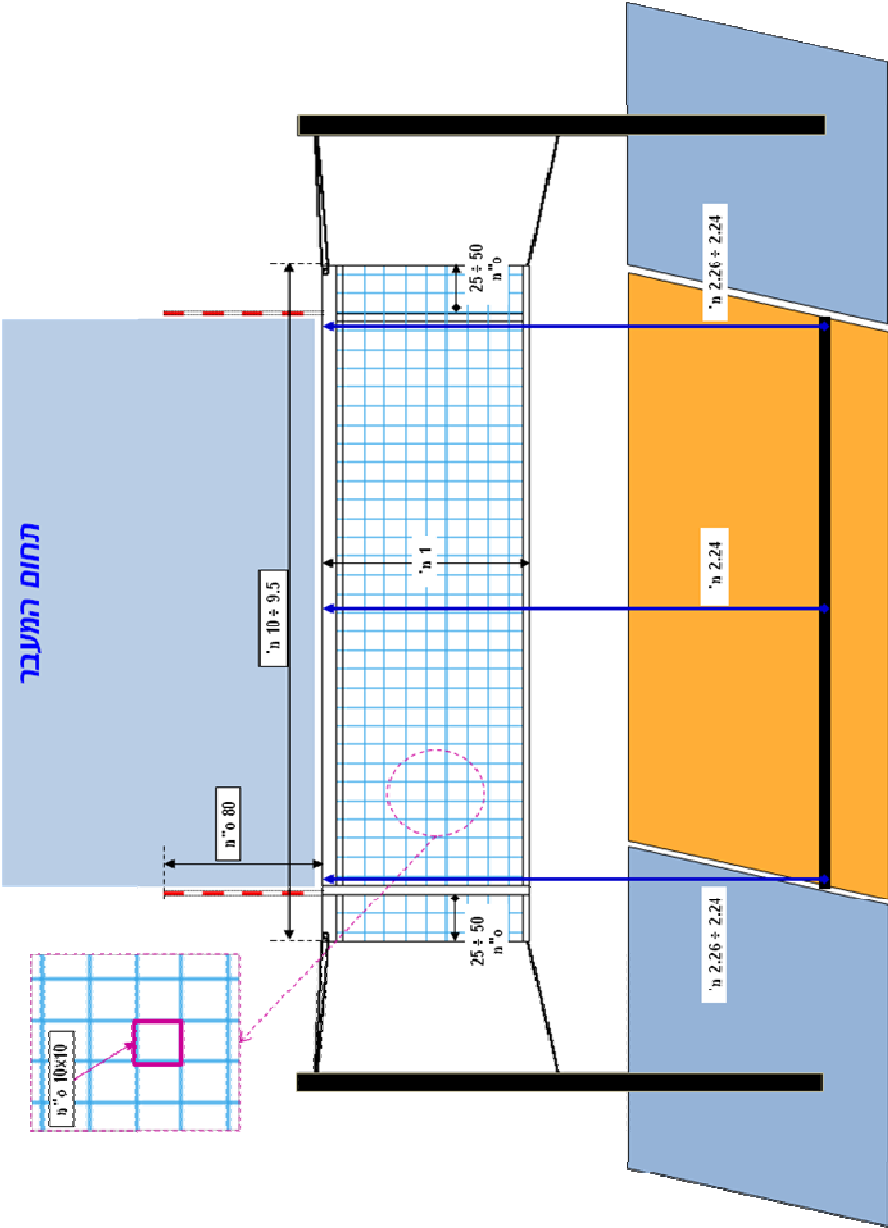 תחום המעבר
10x10 ס"מ
80 ס"מ
9.5 ÷ 10 מ'
1 מ'
50 ÷ 25
ס"מ
50 ÷ 25
ס"מ
2.24 ÷ 2.26 מ'
2.24 מ'
2.24 ÷ 2.26 מ'